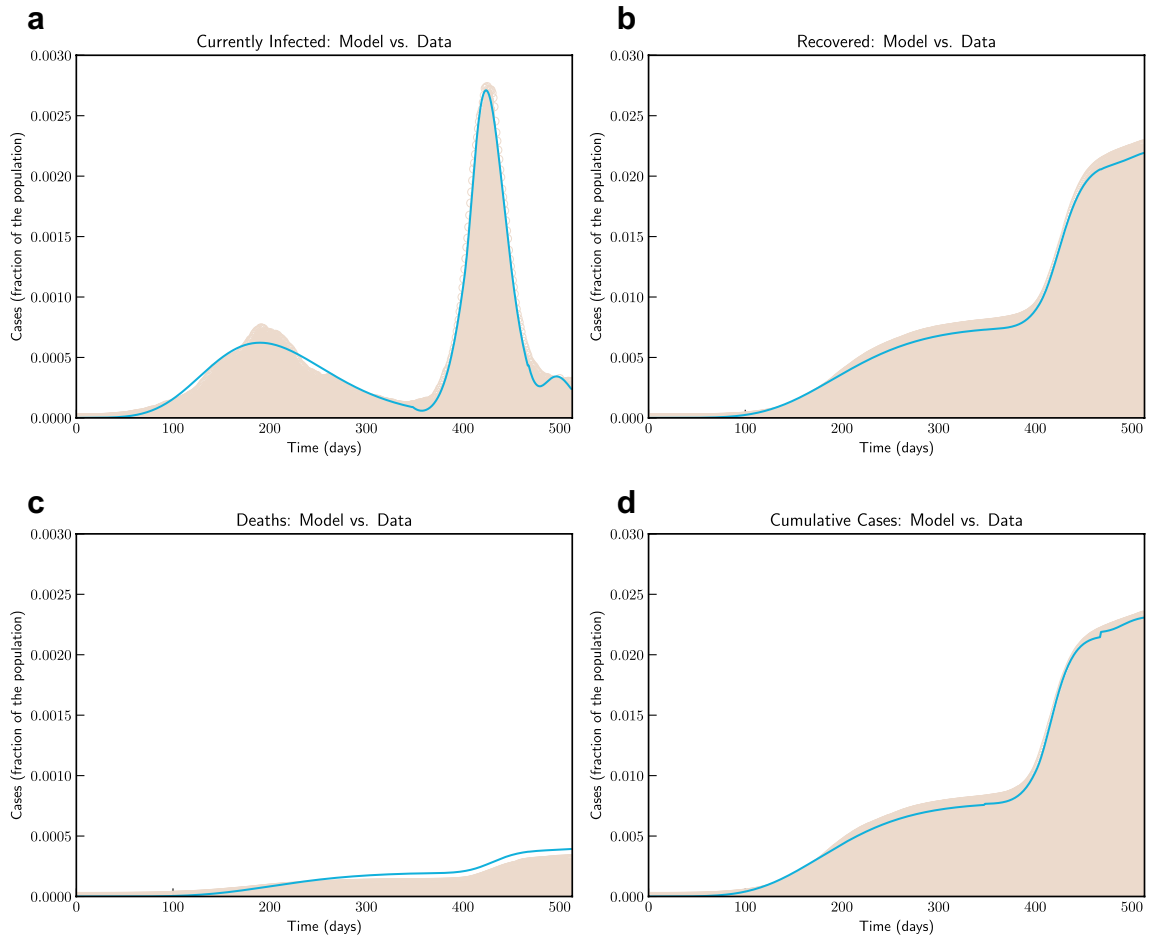 a
Currently Infected: Model vs. Data
Cases (fraction of the population)
0.0030
0.0025
0.0020
0.0015
0.0010
0.0005
0.0000
0 100 200 300 400 500
Time (days)
b
Recovered: Model vs. Data
Cases (fraction of the population)
0.030
0.025
0.020
0.015
0.010
0.005
0.000
0 100 200 300 400 500
Time (days)
c
Deaths: Model vs. Data
Cases (fraction of the population)
0.0030
0.0025
0.0020
0.0015
0.0010
0.0005
0.0000
0 100 200 300 400 500
Time (days)
d
Cumulative Cases: Model vs. Data
Cases (fraction of the population)
0.030
0.025
0.020
0.015
0.010
0.005
0.000
0 100 200 300 400 500
Time (days)